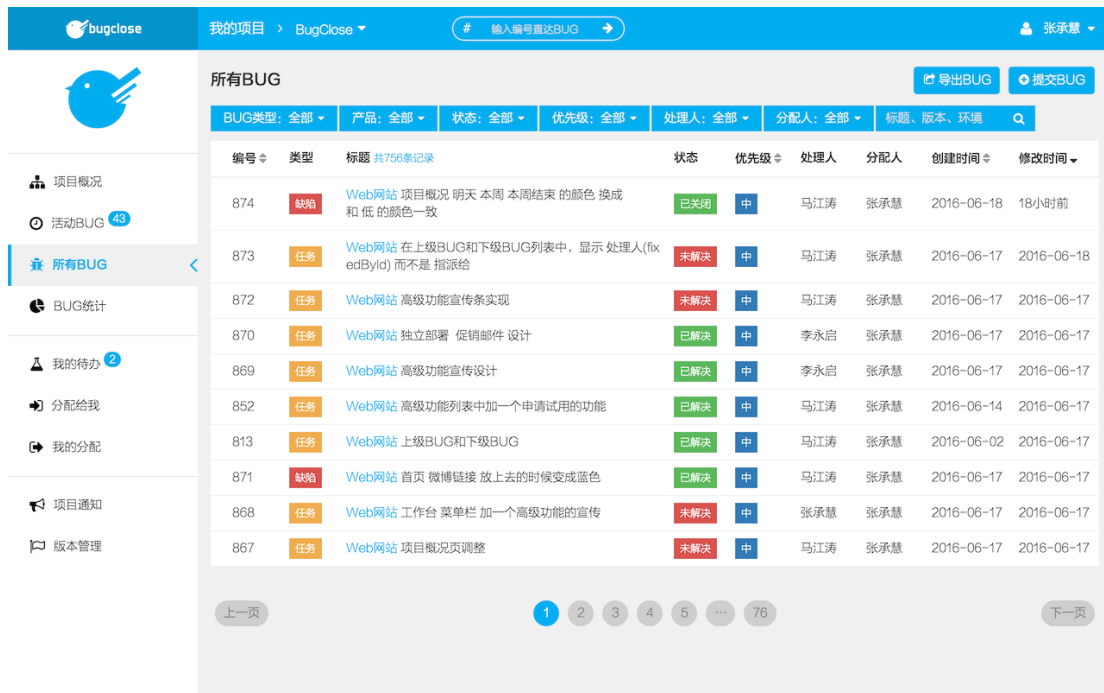 bugclose
我的项目 > BugClose
# 输入编号直达BUG
张承慧
所有BUG
导出BUG
提交BUG
BUG类型: 全部
产品: 全部
状态: 全部
优先级: 全部
处理人: 全部
分配人: 全部
标题、版本、环境
项目概况
活动BUG 43
所有BUG
BUG统计
我的待办 2
分配给我
我的分配
项目通知
版本管理
编号 类型 标题 共756条记录 状态 优先级 处理人 分配人 创建时间 修改时间
874 缺陷 Web网站 项目概况 明天 本周 本周结束 的颜色 换成
和 低 的颜色一致 已关闭 中 马江涛 张承慧 2016-06-18 18小时前
873 任务 Web网站 在上级BUG和下级BUG列表中，显示 处理人(fix
edById) 而不是 指派给 未解决 中 马江涛 张承慧 2016-06-17 2016-06-18
872 任务 Web网站 高级功能宣传条实现 未解决 中 马江涛 张承慧 2016-06-17 2016-06-17
870 任务 Web网站 独立部署 促销邮件 设计 已解决 中 李永启 张承慧 2016-06-17 2016-06-17
869 任务 Web网站 高级功能宣传设计 已解决 中 李永启 张承慧 2016-06-17 2016-06-17
852 任务 Web网站 高级功能列表中加一个申请试用的功能 已解决 中 马江涛 张承慧 2016-06-14 2016-06-17
813 任务 Web网站 上级BUG和下级BUG 已解决 中 马江涛 张承慧 2016-06-02 2016-06-17
871 缺陷 Web网站 首页 微博链接 放上去的时候变成蓝色 已解决 中 马江涛 张承慧 2016-06-17 2016-06-17
868 任务 Web网站 工作台 菜单栏 加一个高级功能的宣传 未解决 中 张承慧 张承慧 2016-06-17 2016-06-17
867 任务 Web网站 项目概况页调整 未解决 中 马江涛 张承慧 2016-06-17 2016-06-17
上一页 1 2 3 4 5 ··· 76 下一页